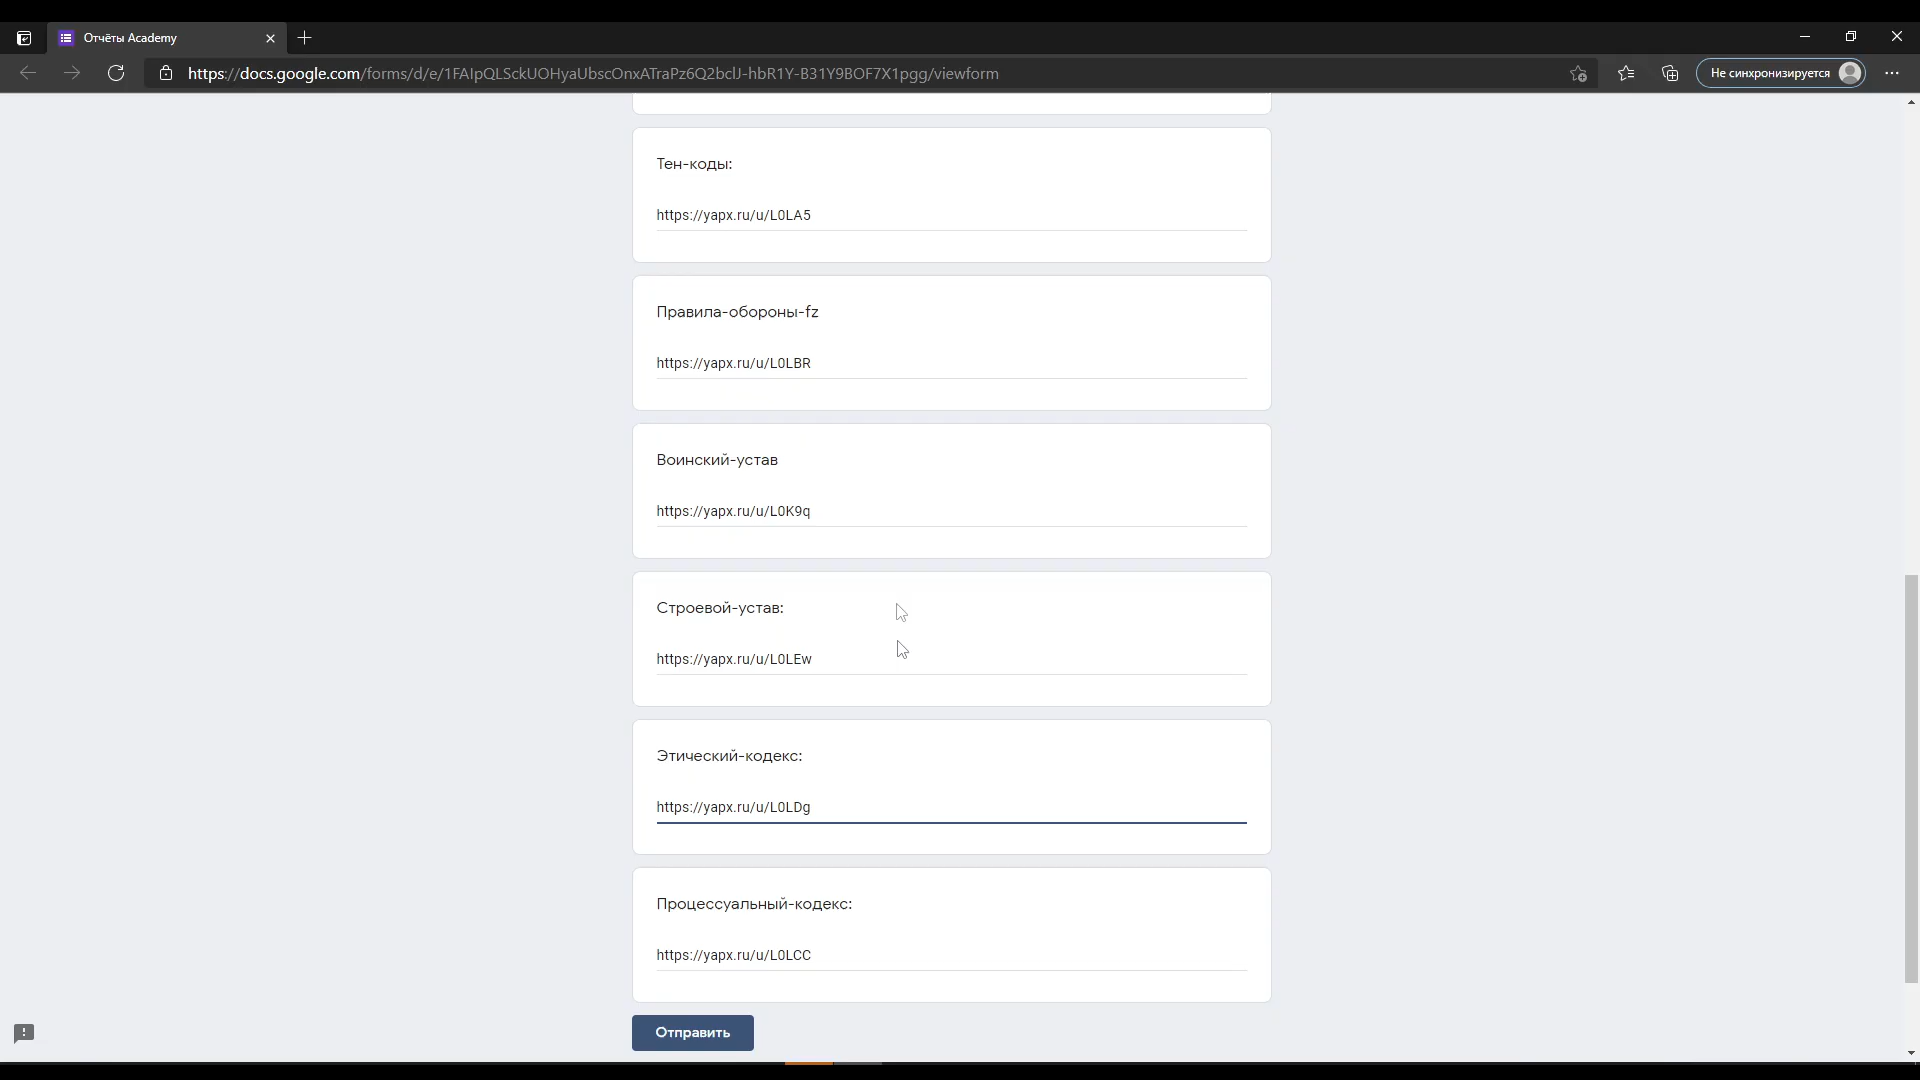 Отчёты Academy
https://docs.google.com/forms/d/e/1FAIpQLSckUOHyaUbscOnxATraPz6Q2bclJ-hbR1Y-B31Y9BOF7X1pgg/viewform
Не синхронизируется
Тен-коды:
https://yapx.ru/u/L0LA5
Правила-обороны-fz
https://yapx.ru/u/L0LBR
Воинский-устав
https://yapx.ru/u/L0K9q
Строевой-устав:
https://yapx.ru/u/L0LEw
Этический-кодекс:
https://yapx.ru/u/L0LDg
Процессуальный-кодекс:
https://yapx.ru/u/L0LCC
Отправить